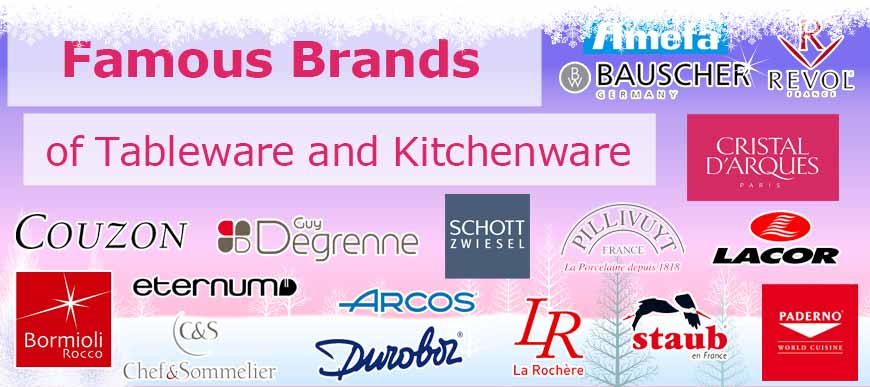 Famous Brands
of Tableware and Kitchenware
Amefa
BW
BAUSCHER
GERMANY
R
REVOL®
FRANCE
CRISTAL
D'ARQUES
PARIS
COUZON
Guy
Degrenne
SCHOTT
ZWIESEL
PILLIVUYT
FRANCE
La Porcelaine depuis 1818
LACOR
Bormioli
Rocco
eternum
C&S
Chef&Sommelier
ARCOS
Durobor®
LR
La Rochère
staub
en France
PADERNO®
WORLD CUISINE